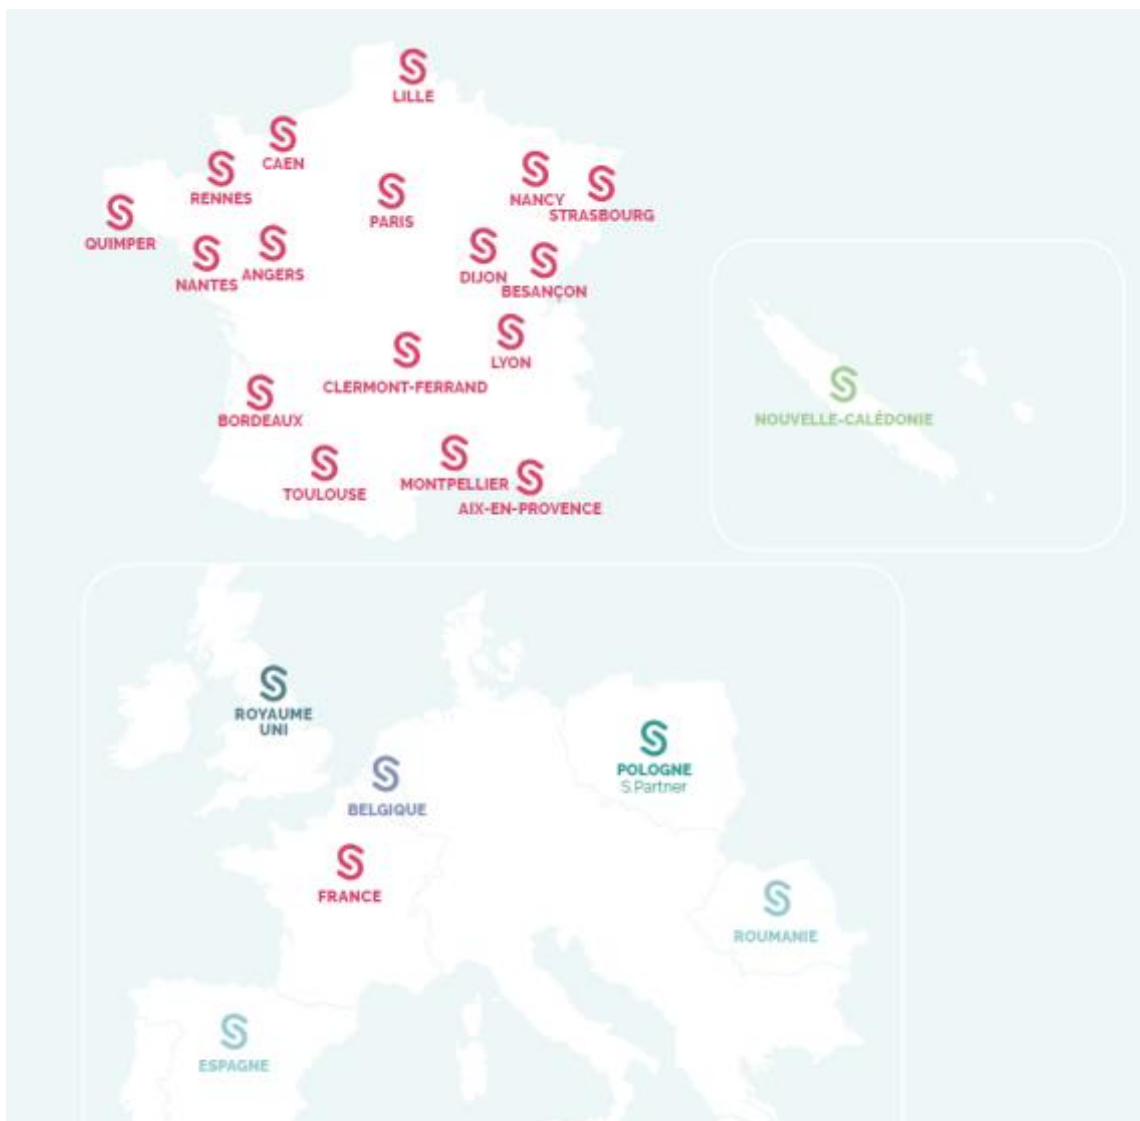 LILLE
CAEN
RENNES
PARIS
NANCY
STRASBOURG
QUIMPER
NANTES
ANGERS
DIJON
BESANÇON
LYON
CLERMONT-FERRAND
BORDEAUX
MONTPELLIER
TOULOUSE
AIX-EN-PROVENCE
NOUVELLE-CALÉDONIE
ROYAUME
UNI
POLOGNE
S.Partner
BELGIQUE
FRANCE
ROUMANIE
ESPAGNE